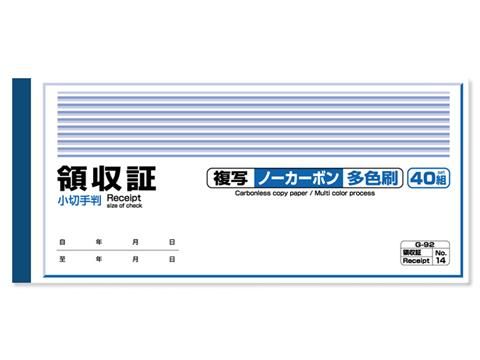 領収証
小切手判 Receipt
size of check
複写 ノーカーボン 多色刷 40組 set
Carbonless copy paper / Multi color process
自 年 月 日
至 年 月 日
G-92
領収証 No.
Receipt 14